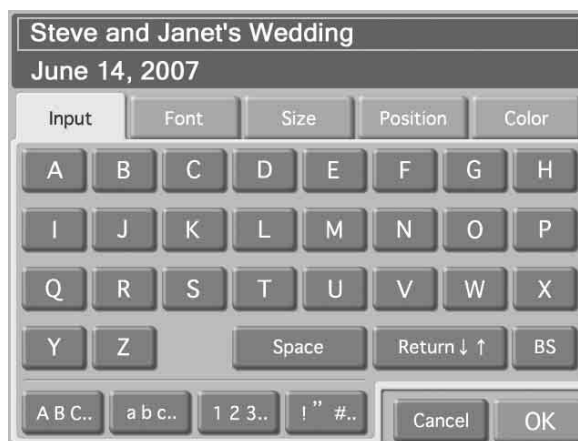 Steve and Janet's Wedding
June 14, 2007
Input Font Size Position Color
A B C D E F G H
I J K L M N O P
Q R S T U V W X
Y Z Space Return↓↑ BS
A B C.. a b c.. 1 2 3.. ! ” #..
Cancel OK